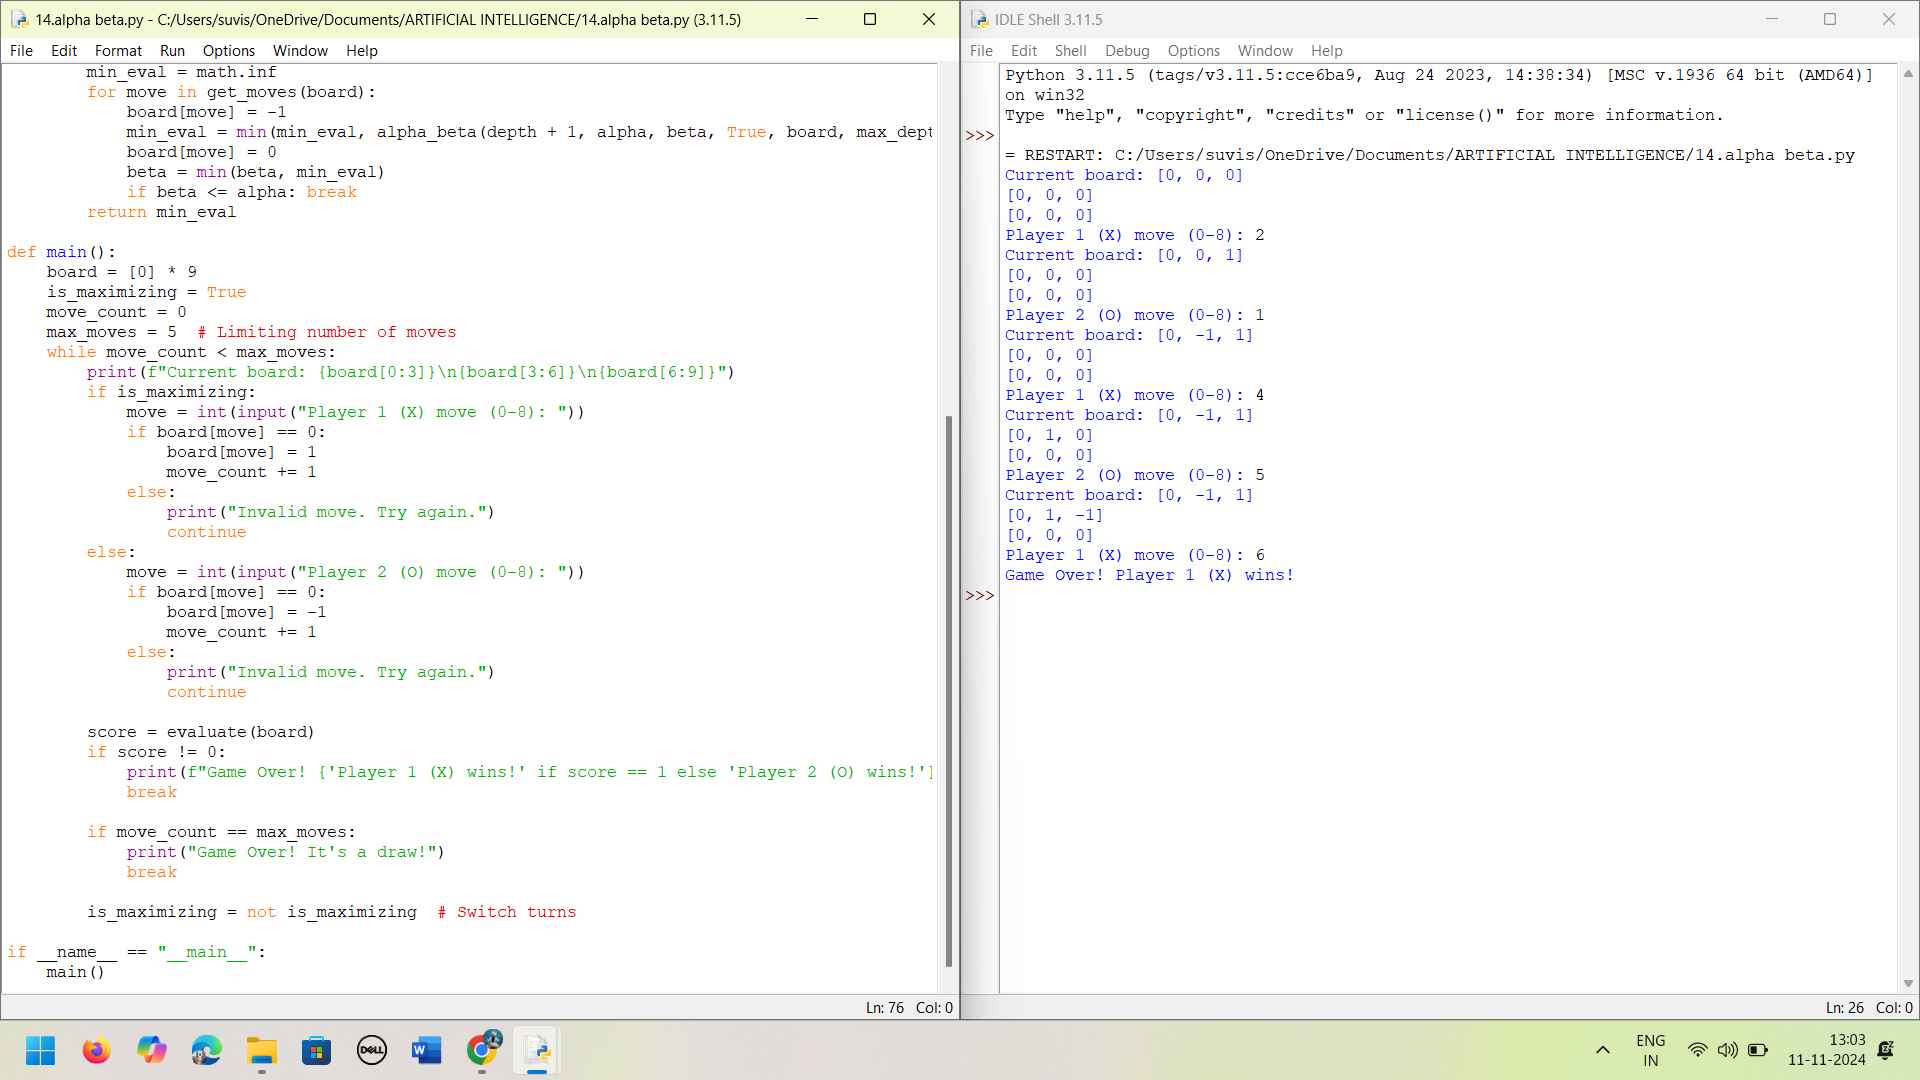 14.alpha beta.py - C:/Users/suvis/OneDrive/Documents/ARTIFICIAL INTELLIGENCE/14.alpha beta.py (3.11.5)
File Edit Format Run Options Window Help
        min_eval = math.inf
        for move in get_moves(board):
            board[move] = -1
            min_eval = min(min_eval, alpha_beta(depth + 1, alpha, beta, True, board, max_dept
            board[move] = 0
            beta = min(beta, min_eval)
            if beta <= alpha: break
        return min_eval
def main():
    board = [0] * 9
    is_maximizing = True
    move_count = 0
    max_moves = 5  # Limiting number of moves
    while move_count < max_moves:
        print(f"Current board: {board[0:3]}\n{board[3:6]}\n{board[6:9]}")
        if is_maximizing:
            move = int(input("Player 1 (X) move (0-8): "))
            if board[move] == 0:
                board[move] = 1
                move_count += 1
            else:
                print("Invalid move. Try again.")
                continue
        else:
            move = int(input("Player 2 (O) move (0-8): "))
            if board[move] == 0:
                board[move] = -1
                move_count += 1
            else:
                print("Invalid move. Try again.")
                continue
        score = evaluate(board)
        if score != 0:
            print(f"Game Over! {'Player 1 (X) wins!' if score == 1 else 'Player 2 (O) wins!'}
            break
        if move_count == max_moves:
            print("Game Over! It's a draw!")
            break
        is_maximizing = not is_maximizing  # Switch turns
if __name__ == "__main__":
    main()
Ln: 76 Col: 0
IDLE Shell 3.11.5
File Edit Shell Debug Options Window Help
Python 3.11.5 (tags/v3.11.5:cce6ba9, Aug 24 2023, 14:38:34) [MSC v.1936 64 bit (AMD64)]
on win32
Type "help", "copyright", "credits" or "license()" for more information.
>>>
= RESTART: C:/Users/suvis/OneDrive/Documents/ARTIFICIAL INTELLIGENCE/14.alpha beta.py
Current board: [0, 0, 0]
[0, 0, 0]
[0, 0, 0]
Player 1 (X) move (0-8): 2
Current board: [0, 0, 1]
[0, 0, 0]
[0, 0, 0]
Player 2 (O) move (0-8): 1
Current board: [0, -1, 1]
[0, 0, 0]
[0, 0, 0]
Player 1 (X) move (0-8): 4
Current board: [0, -1, 1]
[0, 1, 0]
[0, 0, 0]
Player 2 (O) move (0-8): 5
Current board: [0, -1, 1]
[0, 1, -1]
[0, 0, 0]
Player 1 (X) move (0-8): 6
Game Over! Player 1 (X) wins!
>>>
Ln: 26 Col: 0
DELL
W
ENG
IN
13:03
11-11-2024